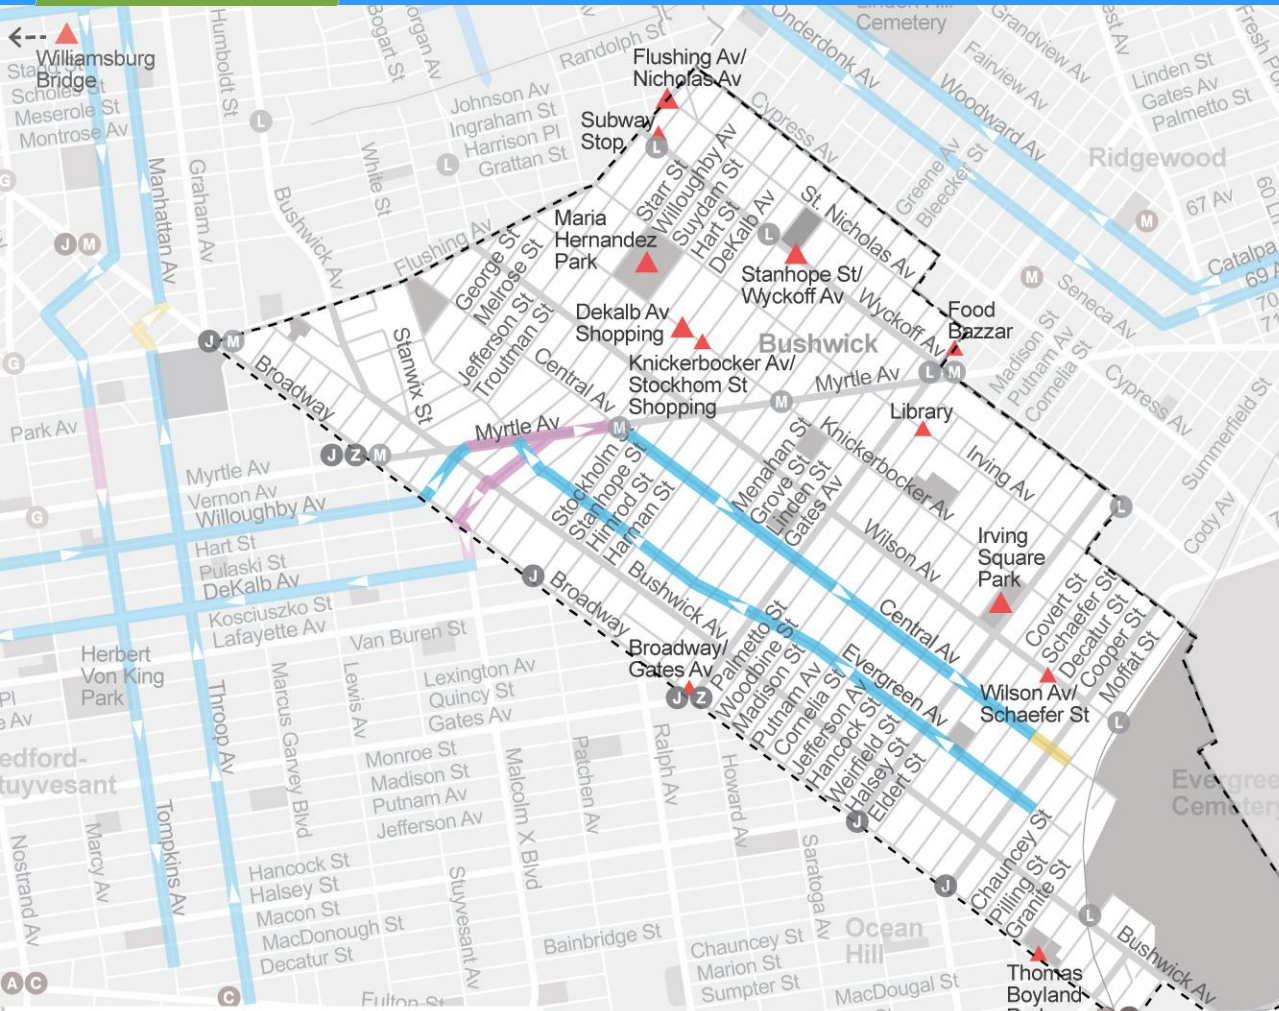 Linden Hill
Cemetery
Williamsburg
Bridge
Scholes St
Meserole St
Montrose Av
Humboldt St
Bogart St
Randolph St
Onderdonk Av
Grandview Av
Fairview Av
Woodward Av
Linden St
Gates Av
Palmetto St
Flushing Av/
Nicholas Av
Johnson Av
Ingraham St
Harrison Pl
Grattan St
Subway
Stop
L
L
L
Cypress Av
Ridgewood
Greene Av
Bleecker St
67 Av
G
Manhattan Av
Graham Av
White St
Bushwick Av
Starr St
Willoughby Av
Suydam St
Hart St
DeKalb Av
St. Nicholas Av
L
M
J M
Maria
Hernandez
Park
Flushing Av
George St
Melrose St
Jefferson St
Troutman St
Stanhope St/
Wyckoff Av
Wyckoff Av
Catalpa
69 A
M
Seneca Av
Food
Bazzar
Dekalb Av
Shopping
Bushwick
Knickerbocker Av/
Stockhom St
Shopping
J M
G
Broadway
Stanwix St
Central Av
Myrtle Av
L M
Madison St
Putnam Av
Cornelia St
Cypress Av
Summerfield St
Library
M
Park Av
Myrtle Av
M
J Z M
Myrtle Av
Vernon Av
Willoughby Av
Stockholm
Stanhope St
Himrod St
Harman St
Menahan St
Grove St
Linden St
Gates Av
Knickerbocker Av
Irving Av
L
Cody Av
G
Hart St
Pulaski St
DeKalb Av
Kosciuszko St
Lafayette Av
Wilson Av
Irving
Square
Park
J
Broadway
Bushwick Av
Central Av
Covert St
Schaefer St
Decatur St
Cooper St
Moffat St
Van Buren St
Herbert
Von King
Park
Marcus Garvey Blvd
Lewis Av
Lexington Av
Quincy St
Gates Av
Broadway/
Gates Av
J Z
Palmetto St
Woodbine St
Madison St
Putnam Av
Cornelia St
Jefferson Av
Hancock St
Weirfield St
Halsey St
Eldert St
Evergreen Av
Wilson Av/
Schaefer St
L
Throop Av
edford-
tuyvesant
Monroe St
Madison St
Putnam Av
Jefferson Av
Malcolm X Blvd
Patchen Av
Ralph Av
Howard Av
Evergree
Cemeter
J
Tompkins Av
Marcy Av
Nostrand Av
Hancock St
Halsey St
Macon St
MacDonough St
Decatur St
Stuyvesant Av
Bainbridge St
Saratoga Av
Chauncey St
Marion St
Sumpter St
Ocean
Hill
MacDougal St
J
Chauncey St
Pilling St
Granite St
L
Bushwick Av
Thomas
Boyland
A C
C
Fulton St